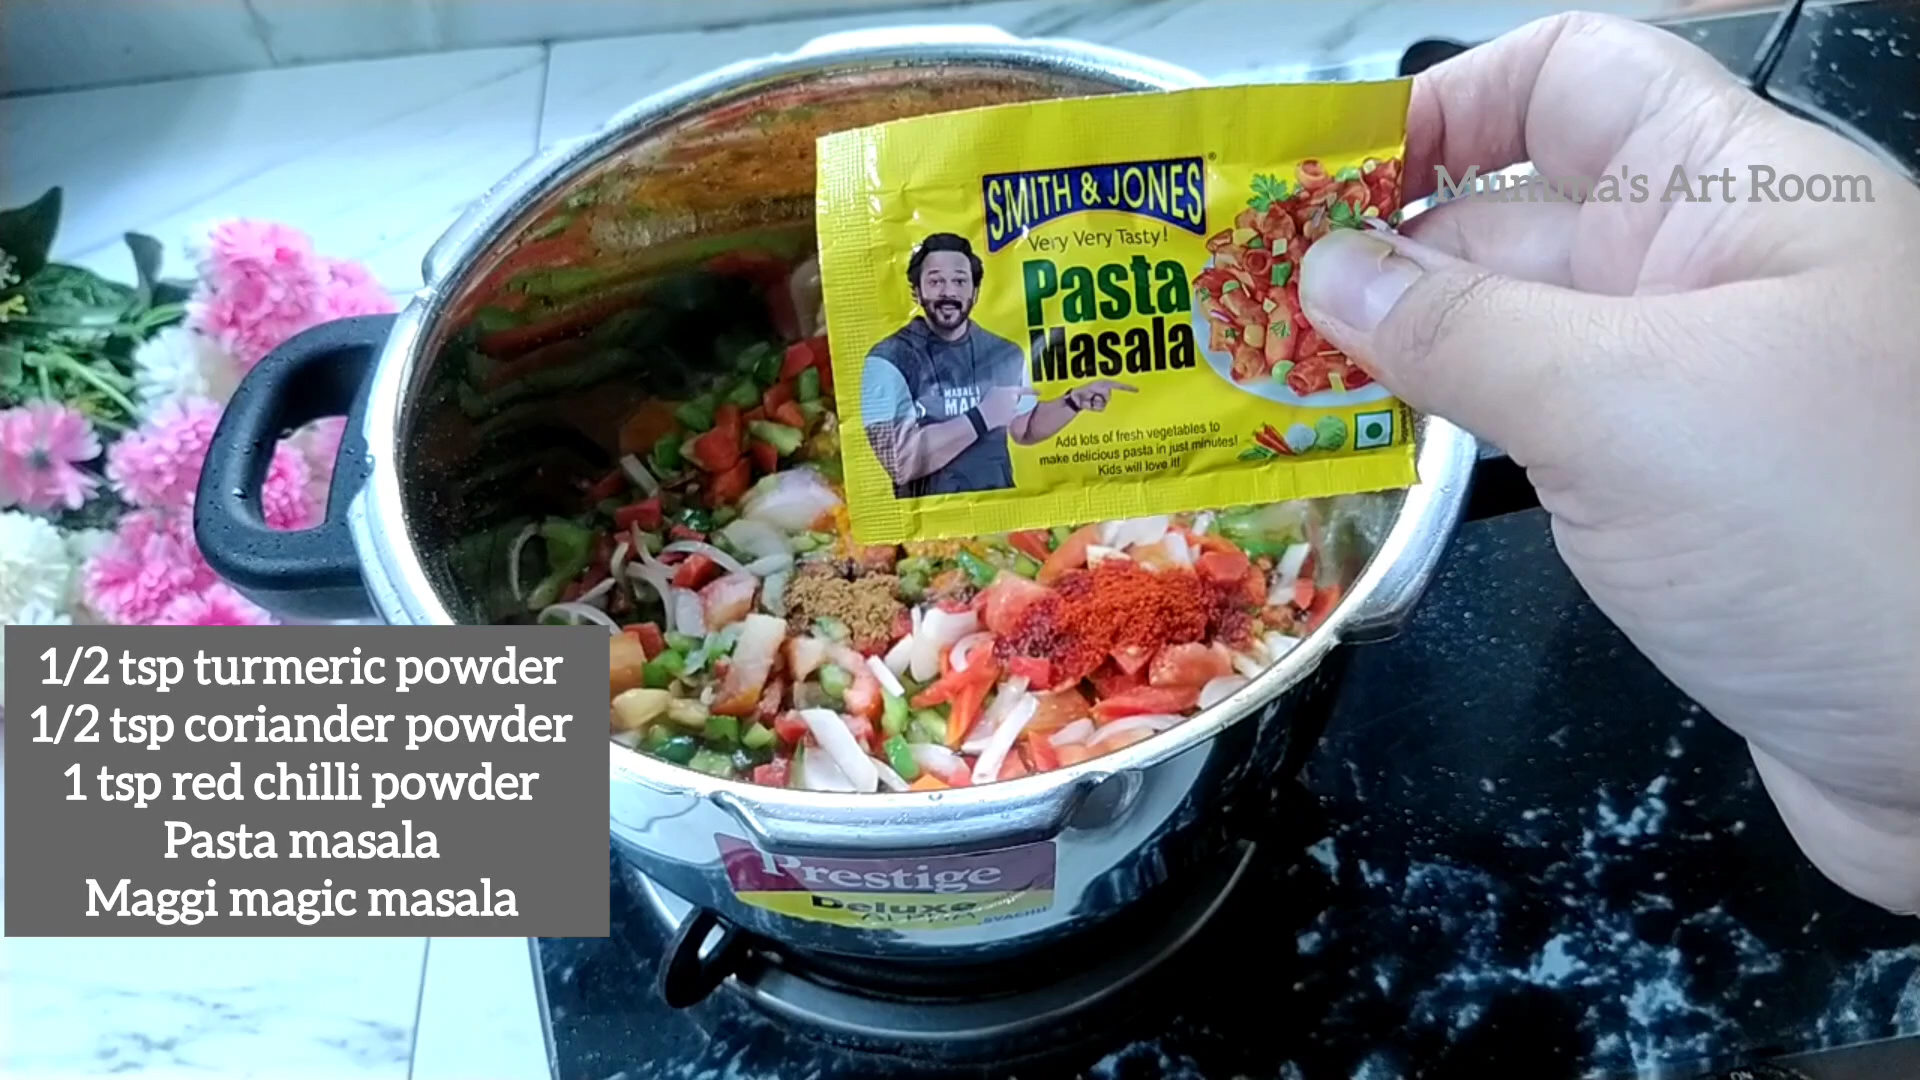 SMITH & JONES
Very Very Tasty!
Pasta
Masala
MASALA
MAN
Add lots of fresh vegetables to
make delicious pasta in just minutes!
Kids will love it!
Mumma's Art Room
1/2 tsp turmeric powder
1/2 tsp coriander powder
1 tsp red chilli powder
Pasta masala
Maggi magic masala
Prestige
Deluxe